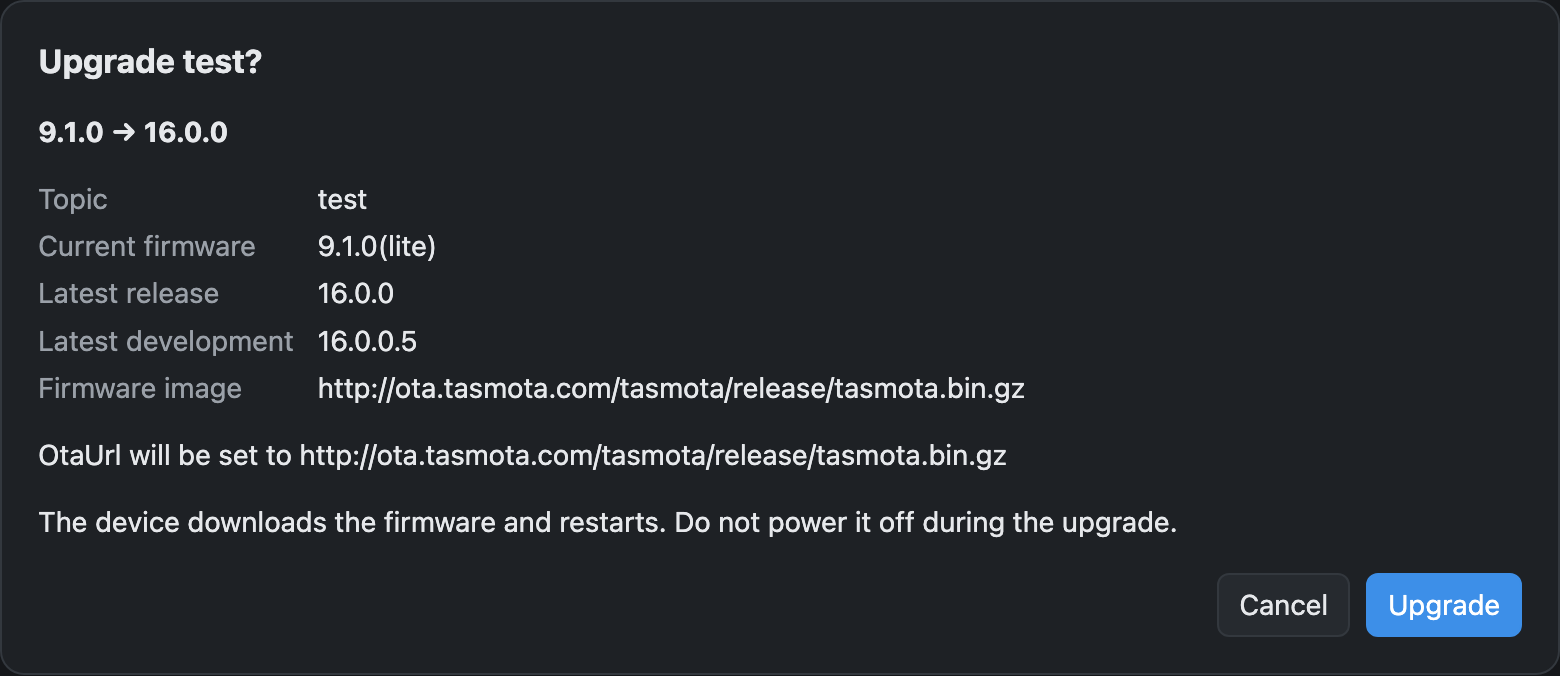 Upgrade test?
9.1.0 → 16.0.0
Topic test
Current firmware 9.1.0(lite)
Latest release 16.0.0
Latest development 16.0.0.5
Firmware image http://ota.tasmota.com/tasmota/release/tasmota.bin.gz
OtaUrl will be set to http://ota.tasmota.com/tasmota/release/tasmota.bin.gz
The device downloads the firmware and restarts. Do not power it off during the upgrade.
Cancel Upgrade